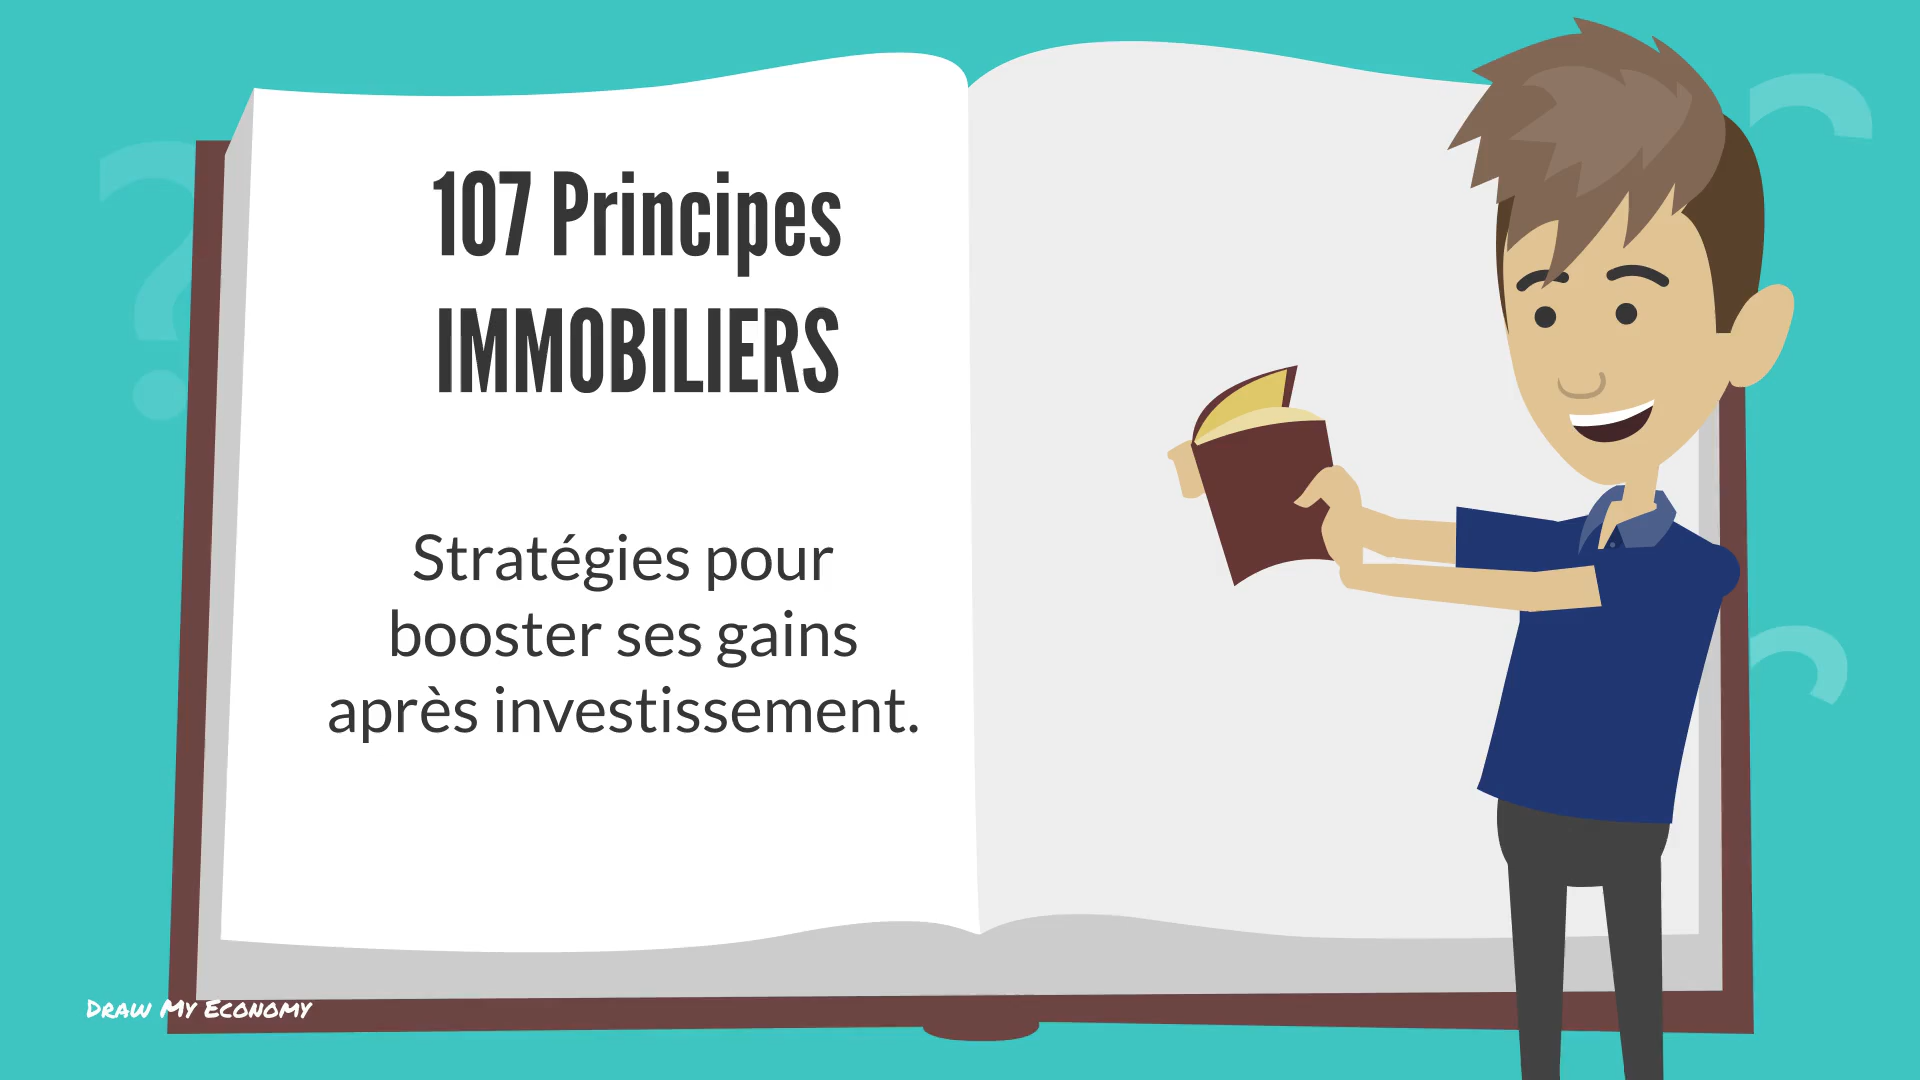 107 Principes
IMMOBILIERS
Stratégies pour
booster ses gains
après investissement.
Draw My Economy